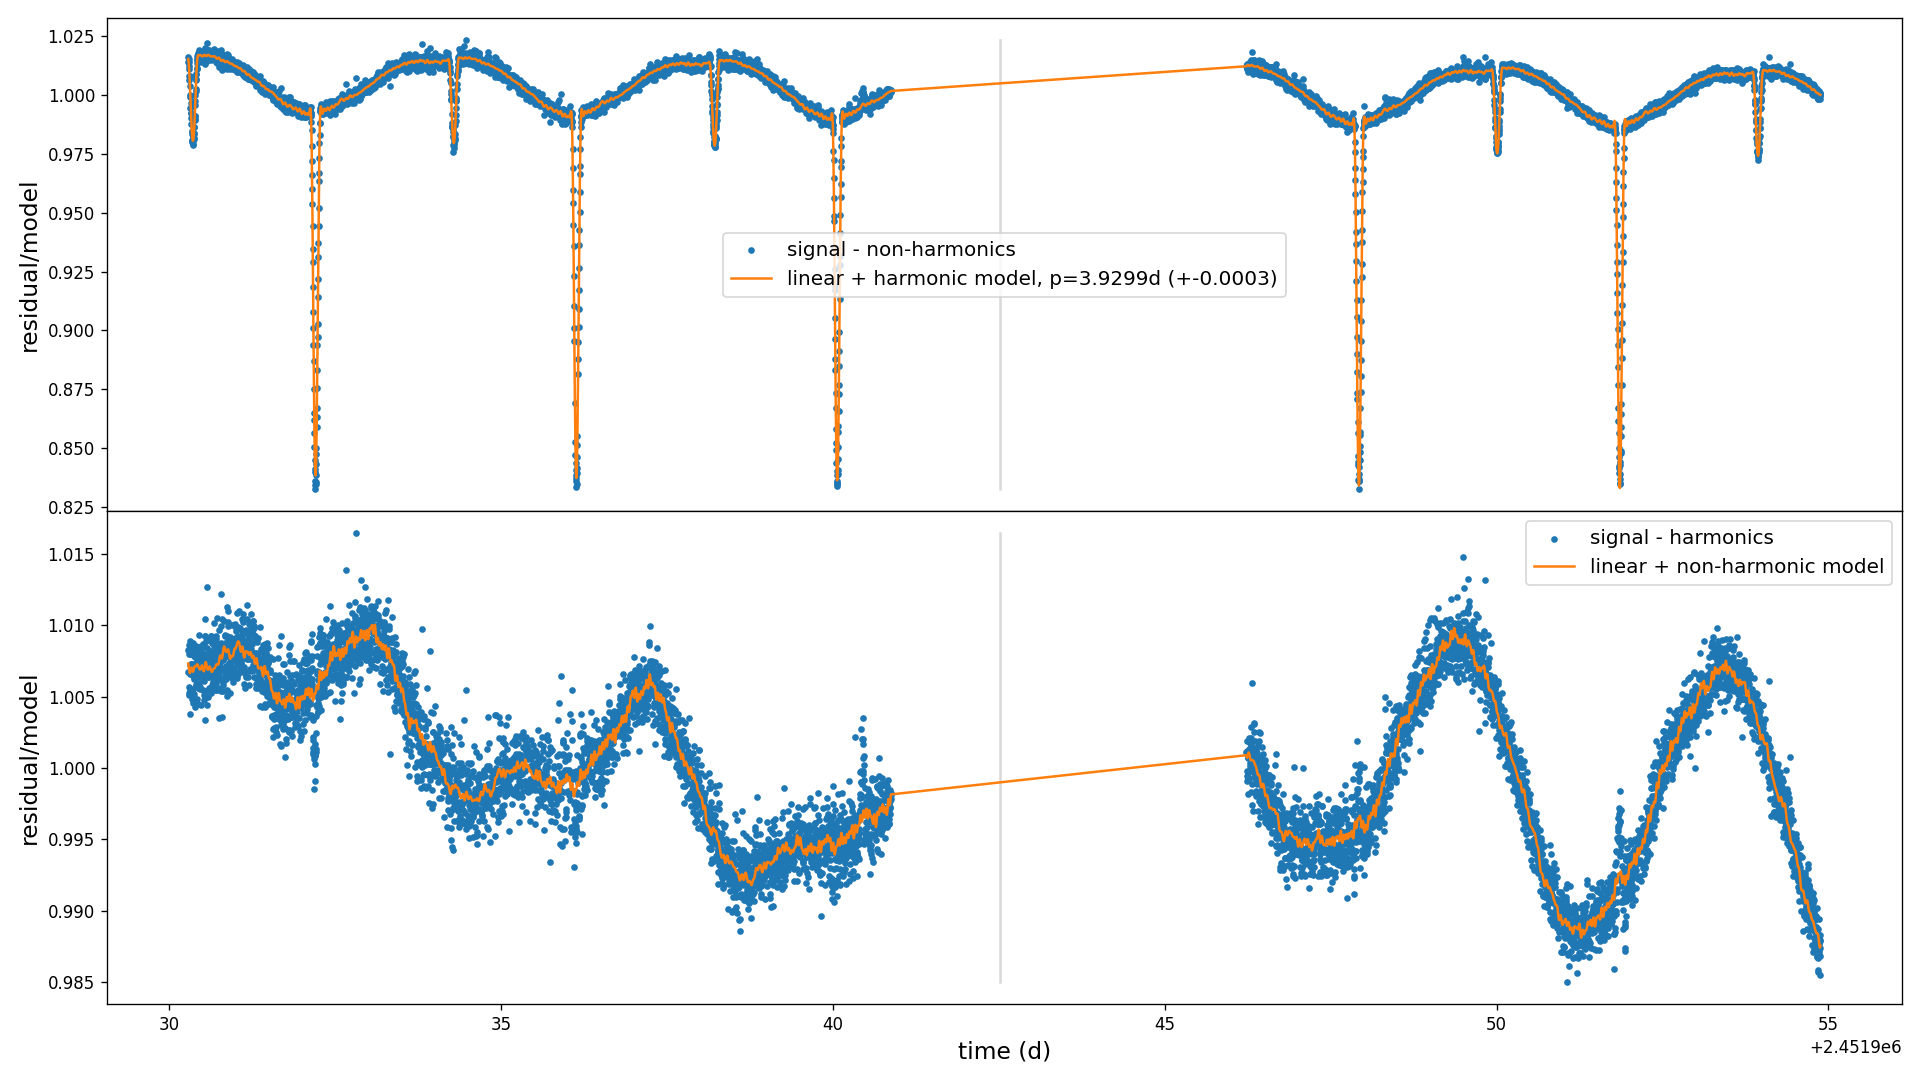 1.025
1.000
0.975
0.950
0.925
0.900
0.875
0.850
0.825
residual/model
signal - non-harmonics
linear + harmonic model, p=3.9299d (+-0.0003)
1.015
1.010
1.005
1.000
0.995
0.990
0.985
residual/model
signal - harmonics
linear + non-harmonic model
30 35 40 45 50 55
time (d)
+2.4519e6